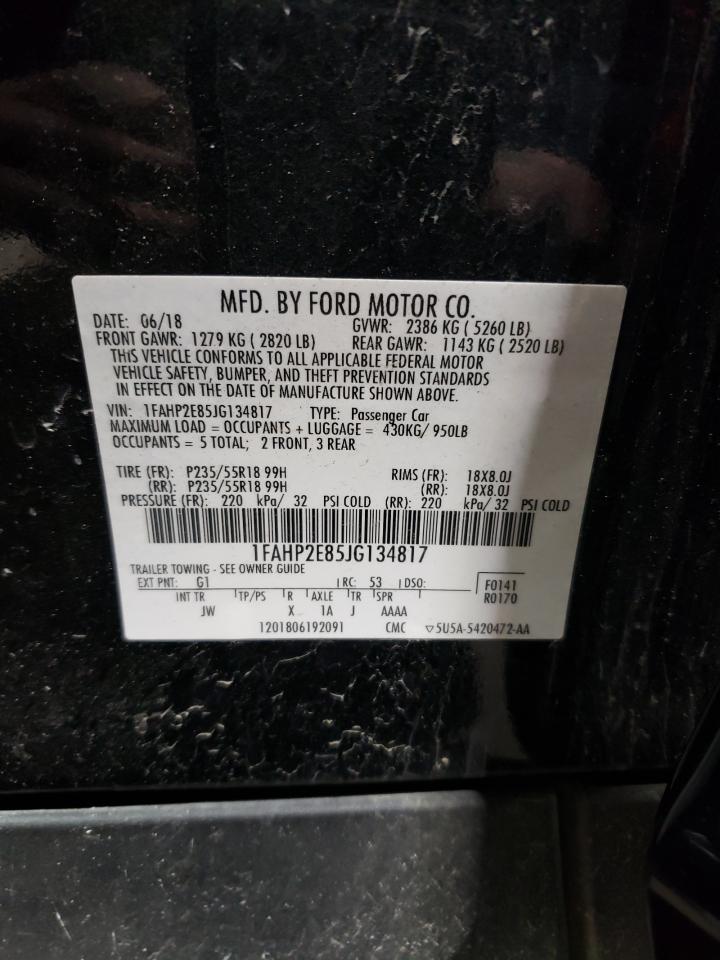 MFD. BY FORD MOTOR CO.
DATE: 06/18 GVWR: 2386 KG ( 5260 LB)
FRONT GAWR: 1279 KG ( 2820 LB) REAR GAWR: 1143 KG ( 2520 LB)
THIS VEHICLE CONFORMS TO ALL APPLICABLE FEDERAL MOTOR
VEHICLE SAFETY, BUMPER, AND THEFT PREVENTION STANDARDS
IN EFFECT ON THE DATE OF MANUFACTURE SHOWN ABOVE.
VIN: 1FAHP2E85JG134817 TYPE: Passenger Car
MAXIMUM LOAD = OCCUPANTS + LUGGAGE = 430KG/ 950LB
OCCUPANTS = 5 TOTAL; 2 FRONT, 3 REAR
TIRE (FR): P235/55R18 99H RIMS (FR): 18X8.0J
(RR): P235/55R18 99H (RR): 18X8.0J
PRESSURE (FR): 220 kPa/ 32 PSI COLD (RR): 220 kPa/ 32 PSI COLD
1FAHP2E85JG134817
TRAILER TOWING - SEE OWNER GUIDE
EXT PNT: G1 RC: 53 DSO: F0141
INT TR TP/PS R AXLE TR SPR R0170
JW X 1A J AAAA
1201806192091 CMC ▽5U5A-5420472-AA